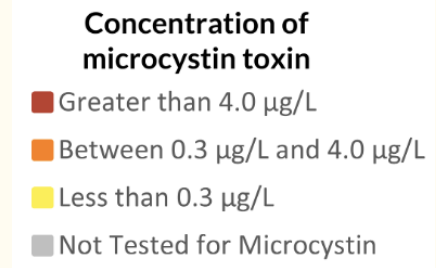 Concentration of
microcystin toxin
Greater than 4.0 µg/L
Between 0.3 µg/L and 4.0 µg/L
Less than 0.3 µg/L
Not Tested for Microcystin